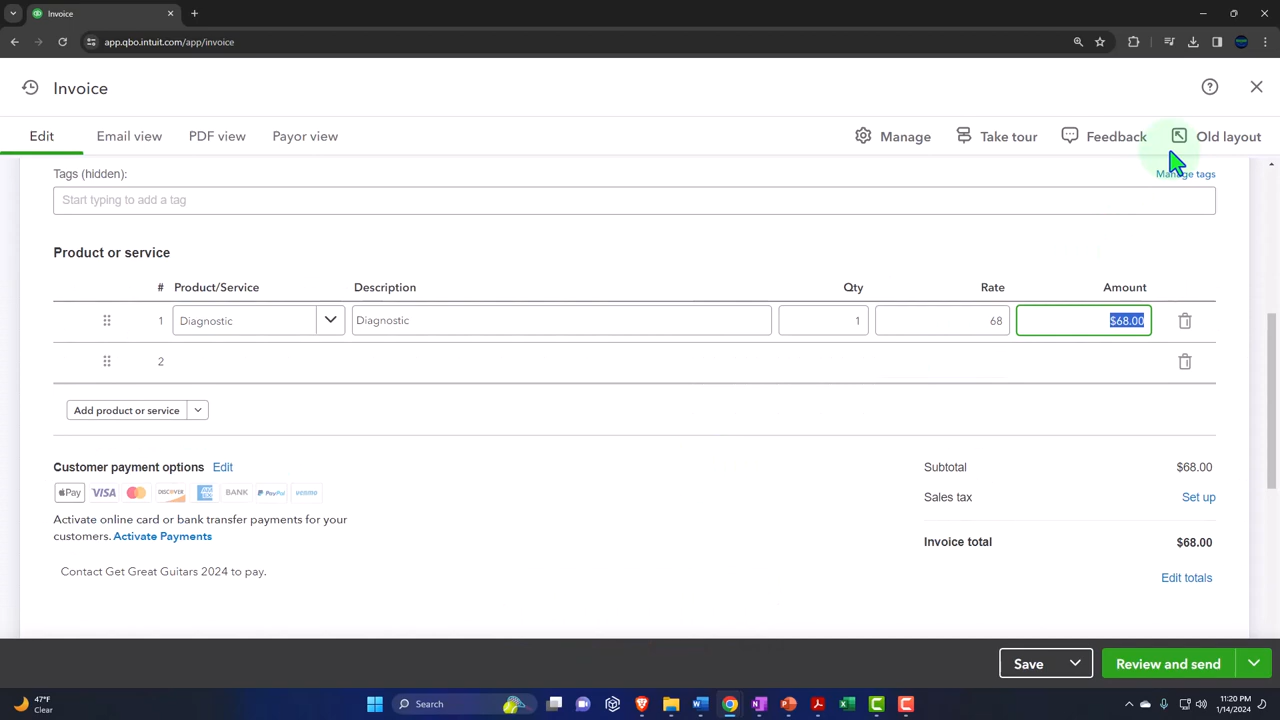 Invoice
app.qbo.intuit.com/app/invoice
Invoice
Edit Email view PDF view Payor view Manage Take tour Feedback Old layout
Tags (hidden): Manage tags
Start typing to add a tag
Product or service
# Product/Service Description Qty Rate Amount
1 Diagnostic Diagnostic 1 68 $68.00
2
Add product or service
Customer payment options Edit
Pay VISA DISCOVER BANK PayPal venmo
Activate online card or bank transfer payments for your
customers. Activate Payments
Contact Get Great Guitars 2024 to pay.
Subtotal $68.00
Sales tax Set up
Invoice total $68.00
Edit totals
Save Review and send
47°F
Clear
Search
11:20 PM
1/14/2024